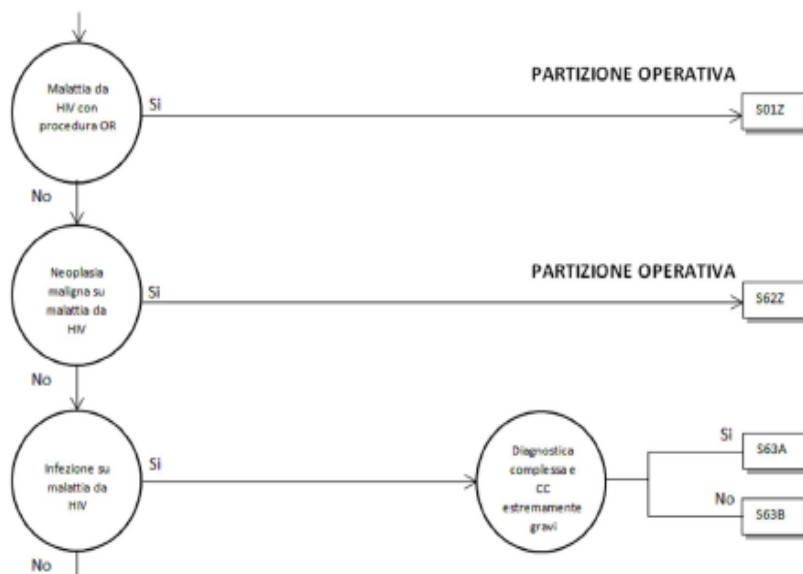 PARTIZIONE OPERATIVA
Malattia da
HIV con
procedura OR
Si
S01Z
No
PARTIZIONE OPERATIVA
Neoplasia
maligna su
malattia da
HIV
Si
S62Z
No
Infezione su
malattia da
HIV
Si
Diagnostica
complessa e
CC
estremamente
gravi
Si
S63A
No
S63B
No